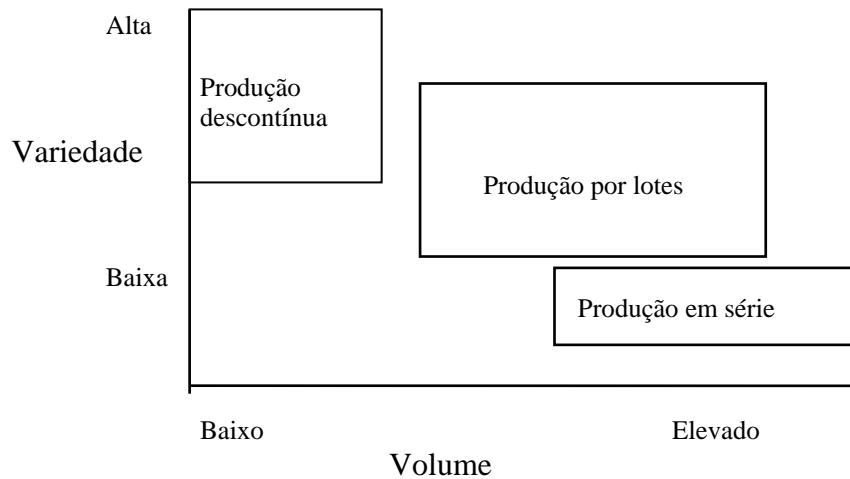 Alta
Produção
descontínua
Variedade
Produção por lotes
Baixa
Produção em série
Baixo
Elevado
Volume